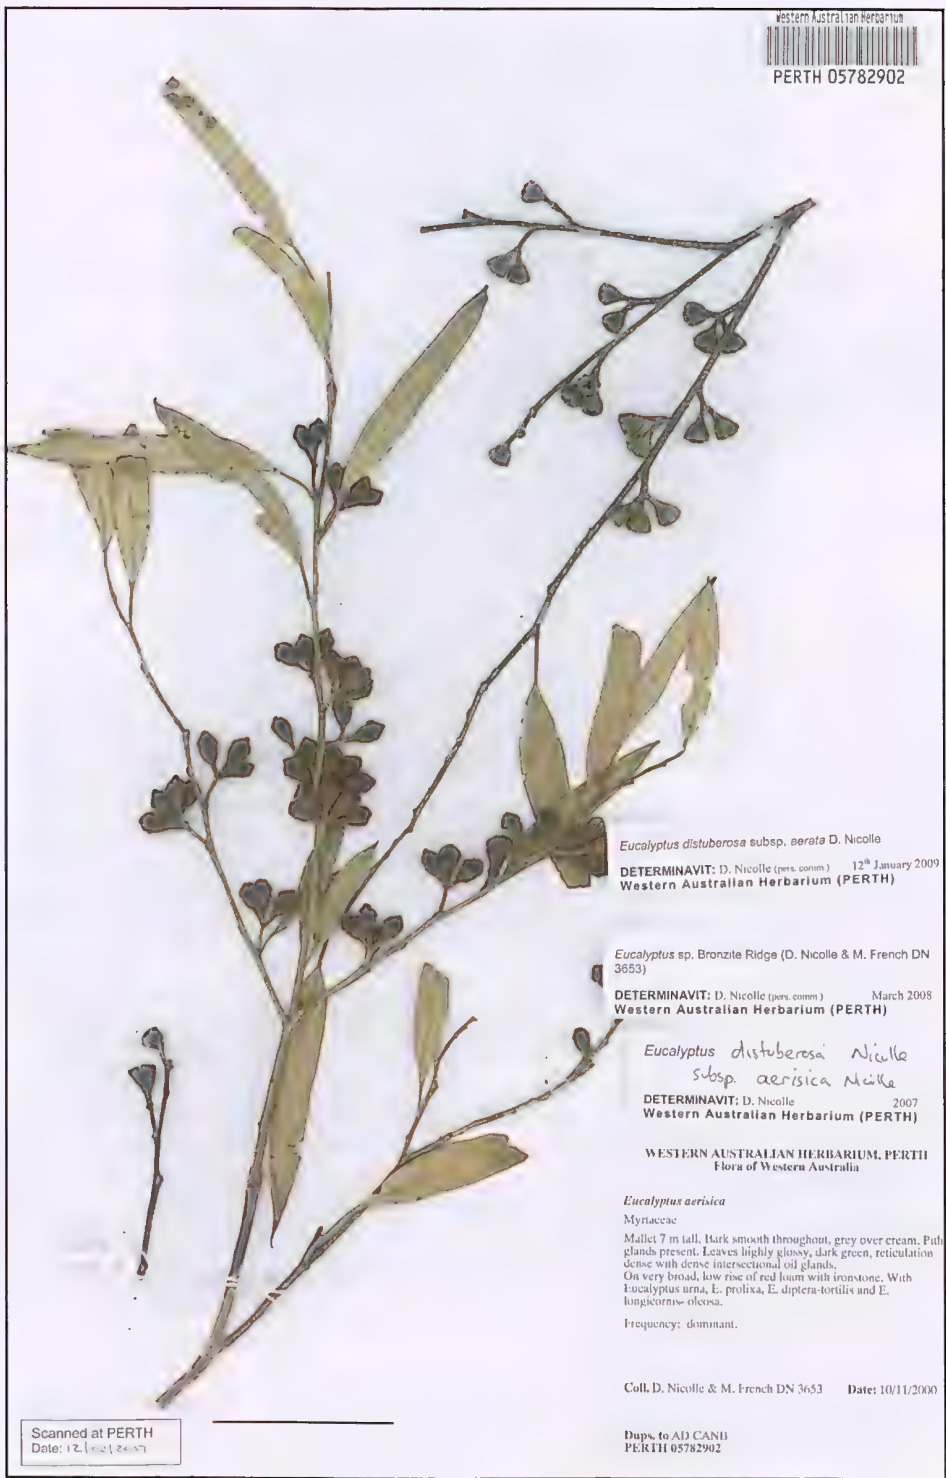 Western Australian Herbarium
PERTH 05782902
Eucalyptus distuberosa subsp. aerata D. Nicolle
DETERMINAVIT: D. Nicolle (pers. comm ) 12th January 2009
Western Australian Herbarium (PERTH)
Eucalyptus sp. Bronzite Ridge (D. Nicolle & M. French DN
3653)
DETERMINAVIT: D. Nicolle (pers. comm ) March 2008
Western Australian Herbarium (PERTH)
Eucalyptus distuberosa Nicolle
subsp. aerisica Nicolle
DETERMINAVIT: D. Nicolle 2007
Western Australian Herbarium (PERTH)
WESTERN AUSTRALIAN HERBARIUM, PERTH
Flora of Western Australia
Eucalyptus aerisica
Myrtaceae
Mallet 7 m tall. Bark smooth throughout, grey over cream. Pith
glands present. Leaves highly glossy, dark green, reticulation
dense with dense intersectional oil glands.
On very broad, low rise of red loam with ironstone. With
Eucalyptus urna, E. prolixa, E. diptera-tortilis and E.
longicornis- oleosa.
Frequency: dominant.
Coll. D. Nicolle & M. French DN 3653 Date: 10/11/2000
Dups. to AD CANB
PERTH 05782902
Scanned at PERTH
Date: 12/